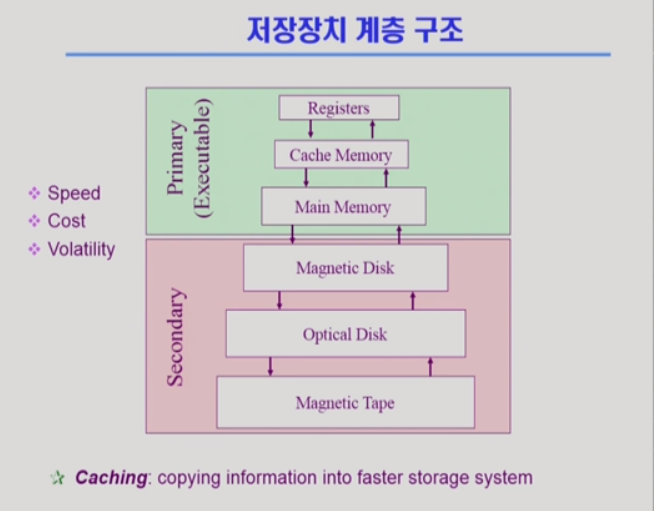 저장장치 계층 구조
Primary
(Executable)
Registers
Cache Memory
Main Memory
❖ Speed
❖ Cost
❖ Volatility
Secondary
Magnetic Disk
Optical Disk
Magnetic Tape
☆ Caching: copying information into faster storage system